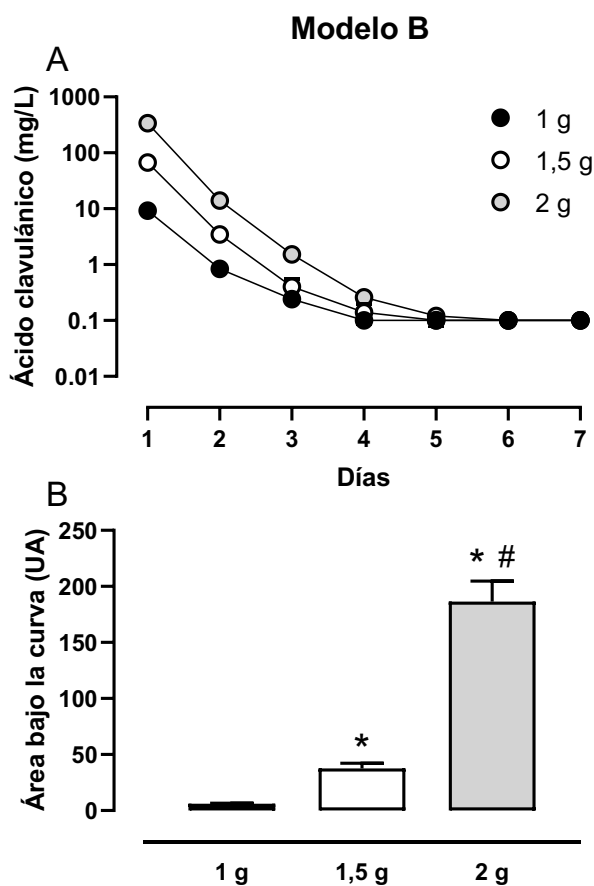 Modelo B
A
Ácido clavulánico (mg/L)
1000
100
10
1
0.1
0.01
1 g
1,5 g
2 g
1 2 3 4 5 6 7
Días
B
Área bajo la curva (UA)
250
200
150
100
50
0
*
* #
1 g 1,5 g 2 g